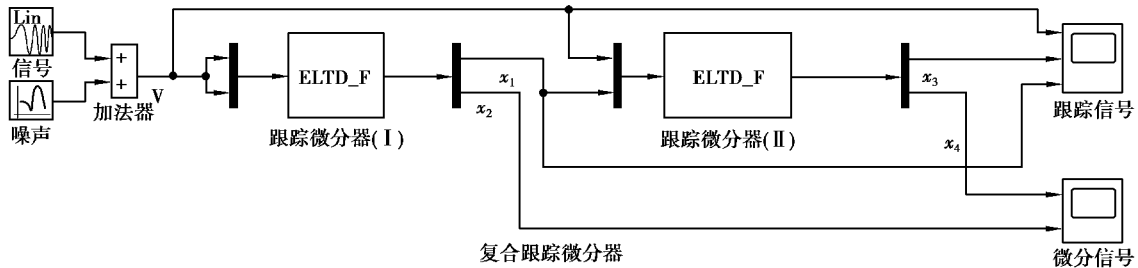 Lin
信号
噪声
+
+
加法器
V
ELTD_F
跟踪微分器(Ⅰ)
x₁
x₂
ELTD_F
跟踪微分器(Ⅱ)
x₃
x₄
跟踪信号
微分信号
复合跟踪微分器